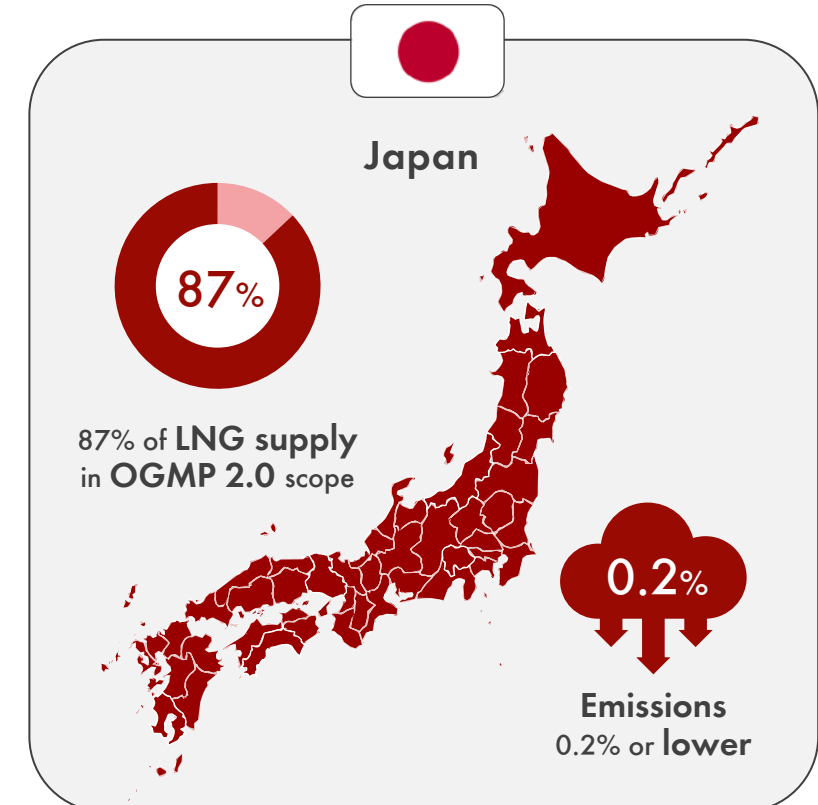 Japan
87%
87% of LNG supply
in OGMP 2.0 scope
0.2%
Emissions
0.2% or lower